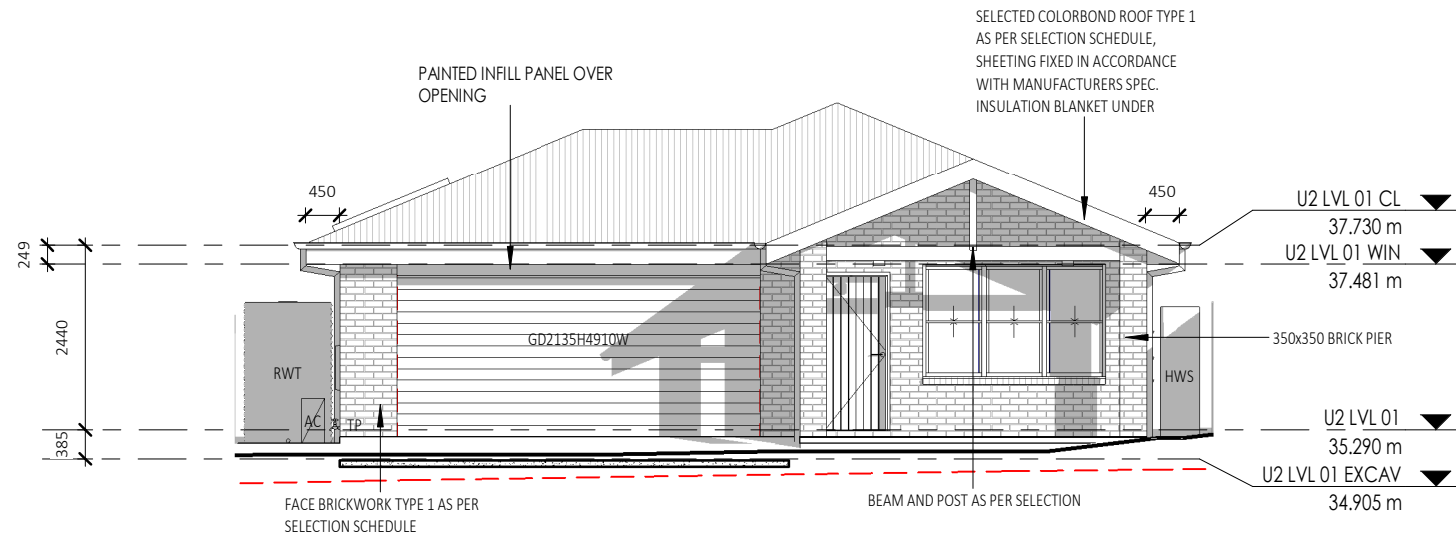 SELECTED COLORBOND ROOF TYPE 1
AS PER SELECTION SCHEDULE,
SHEETING FIXED IN ACCORDANCE
WITH MANUFACTURERS SPEC.
INSULATION BLANKET UNDER
PAINTED INFILL PANEL OVER
OPENING
450
450
U2 LVL 01 CL
37.730 m
249
U2 LVL 01 WIN
37.481 m
2440
GD2135H4910W
350x350 BRICK PIER
RWT
HWS
AC
TP
U2 LVL 01
35.290 m
385
U2 LVL 01 EXCAV
34.905 m
FACE BRICKWORK TYPE 1 AS PER
SELECTION SCHEDULE
BEAM AND POST AS PER SELECTION